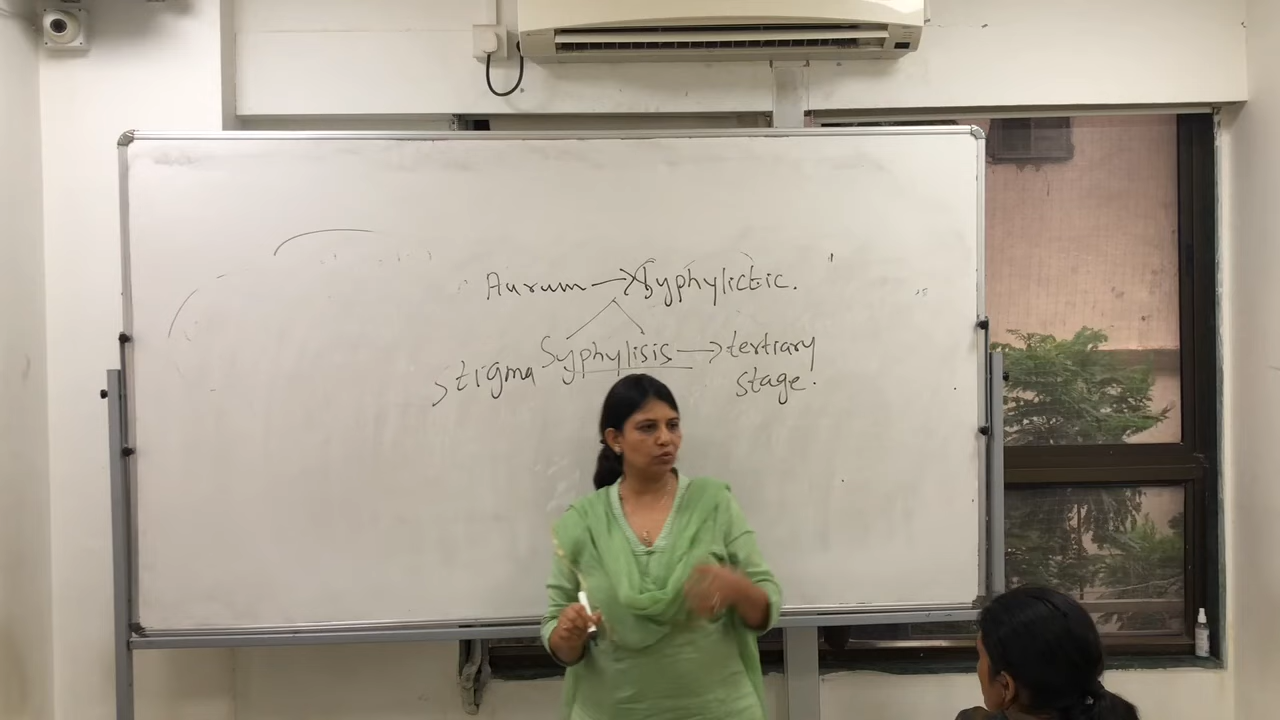 Aurum → Syphylictic.
Syphylisis → tertiary
stigma stage.